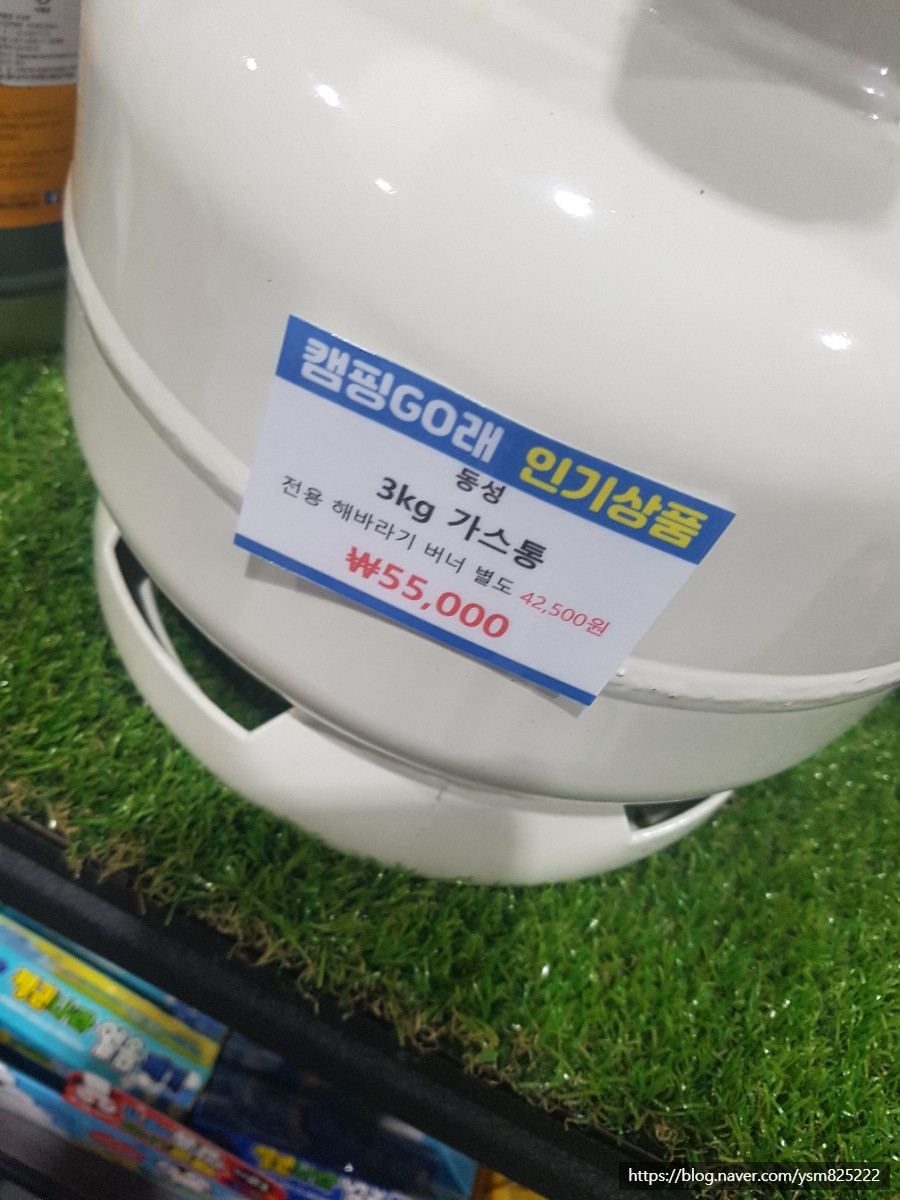 캠핑GO래 인기상품
동성
3kg 가스통
전용 해바라기 버너 별도 42,500원
₩55,000
https://blog.naver.com/ysm825222